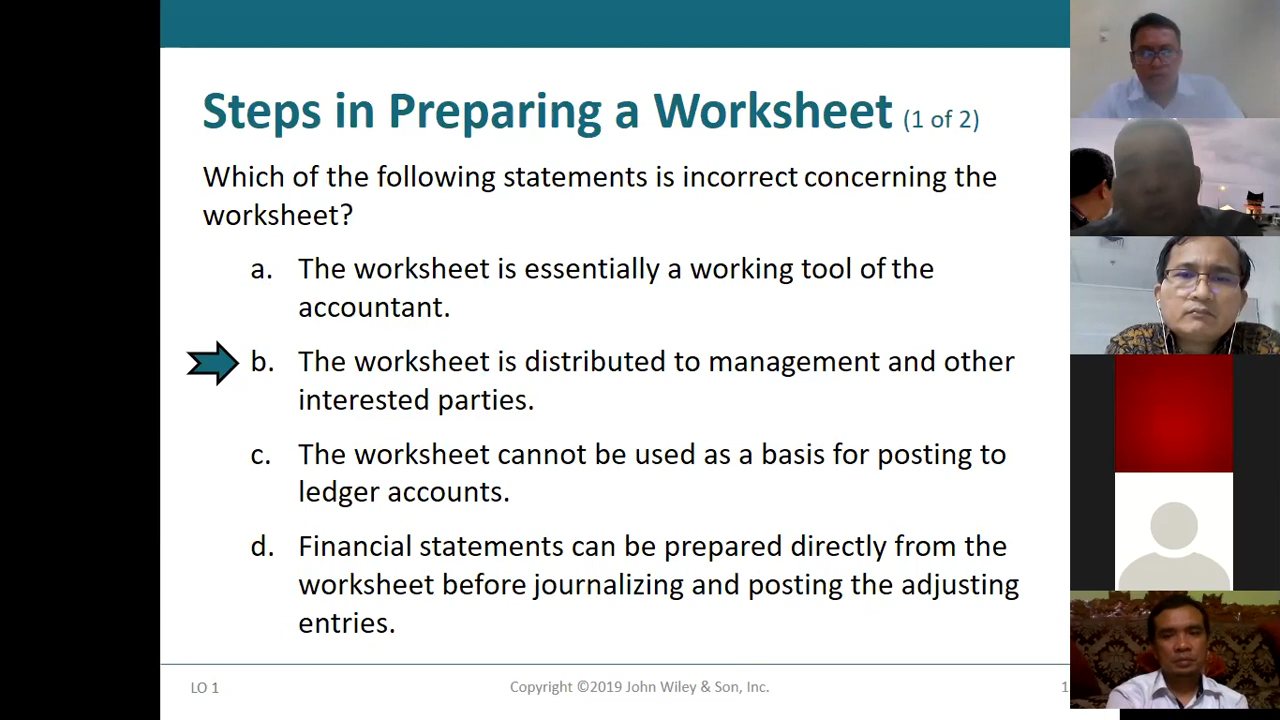 Steps in Preparing a Worksheet (1 of 2)
Which of the following statements is incorrect concerning the
worksheet?
a. The worksheet is essentially a working tool of the
accountant.
b. The worksheet is distributed to management and other
interested parties.
c. The worksheet cannot be used as a basis for posting to
ledger accounts.
d. Financial statements can be prepared directly from the
worksheet before journalizing and posting the adjusting
entries.
LO 1
Copyright ©2019 John Wiley & Son, Inc.
1